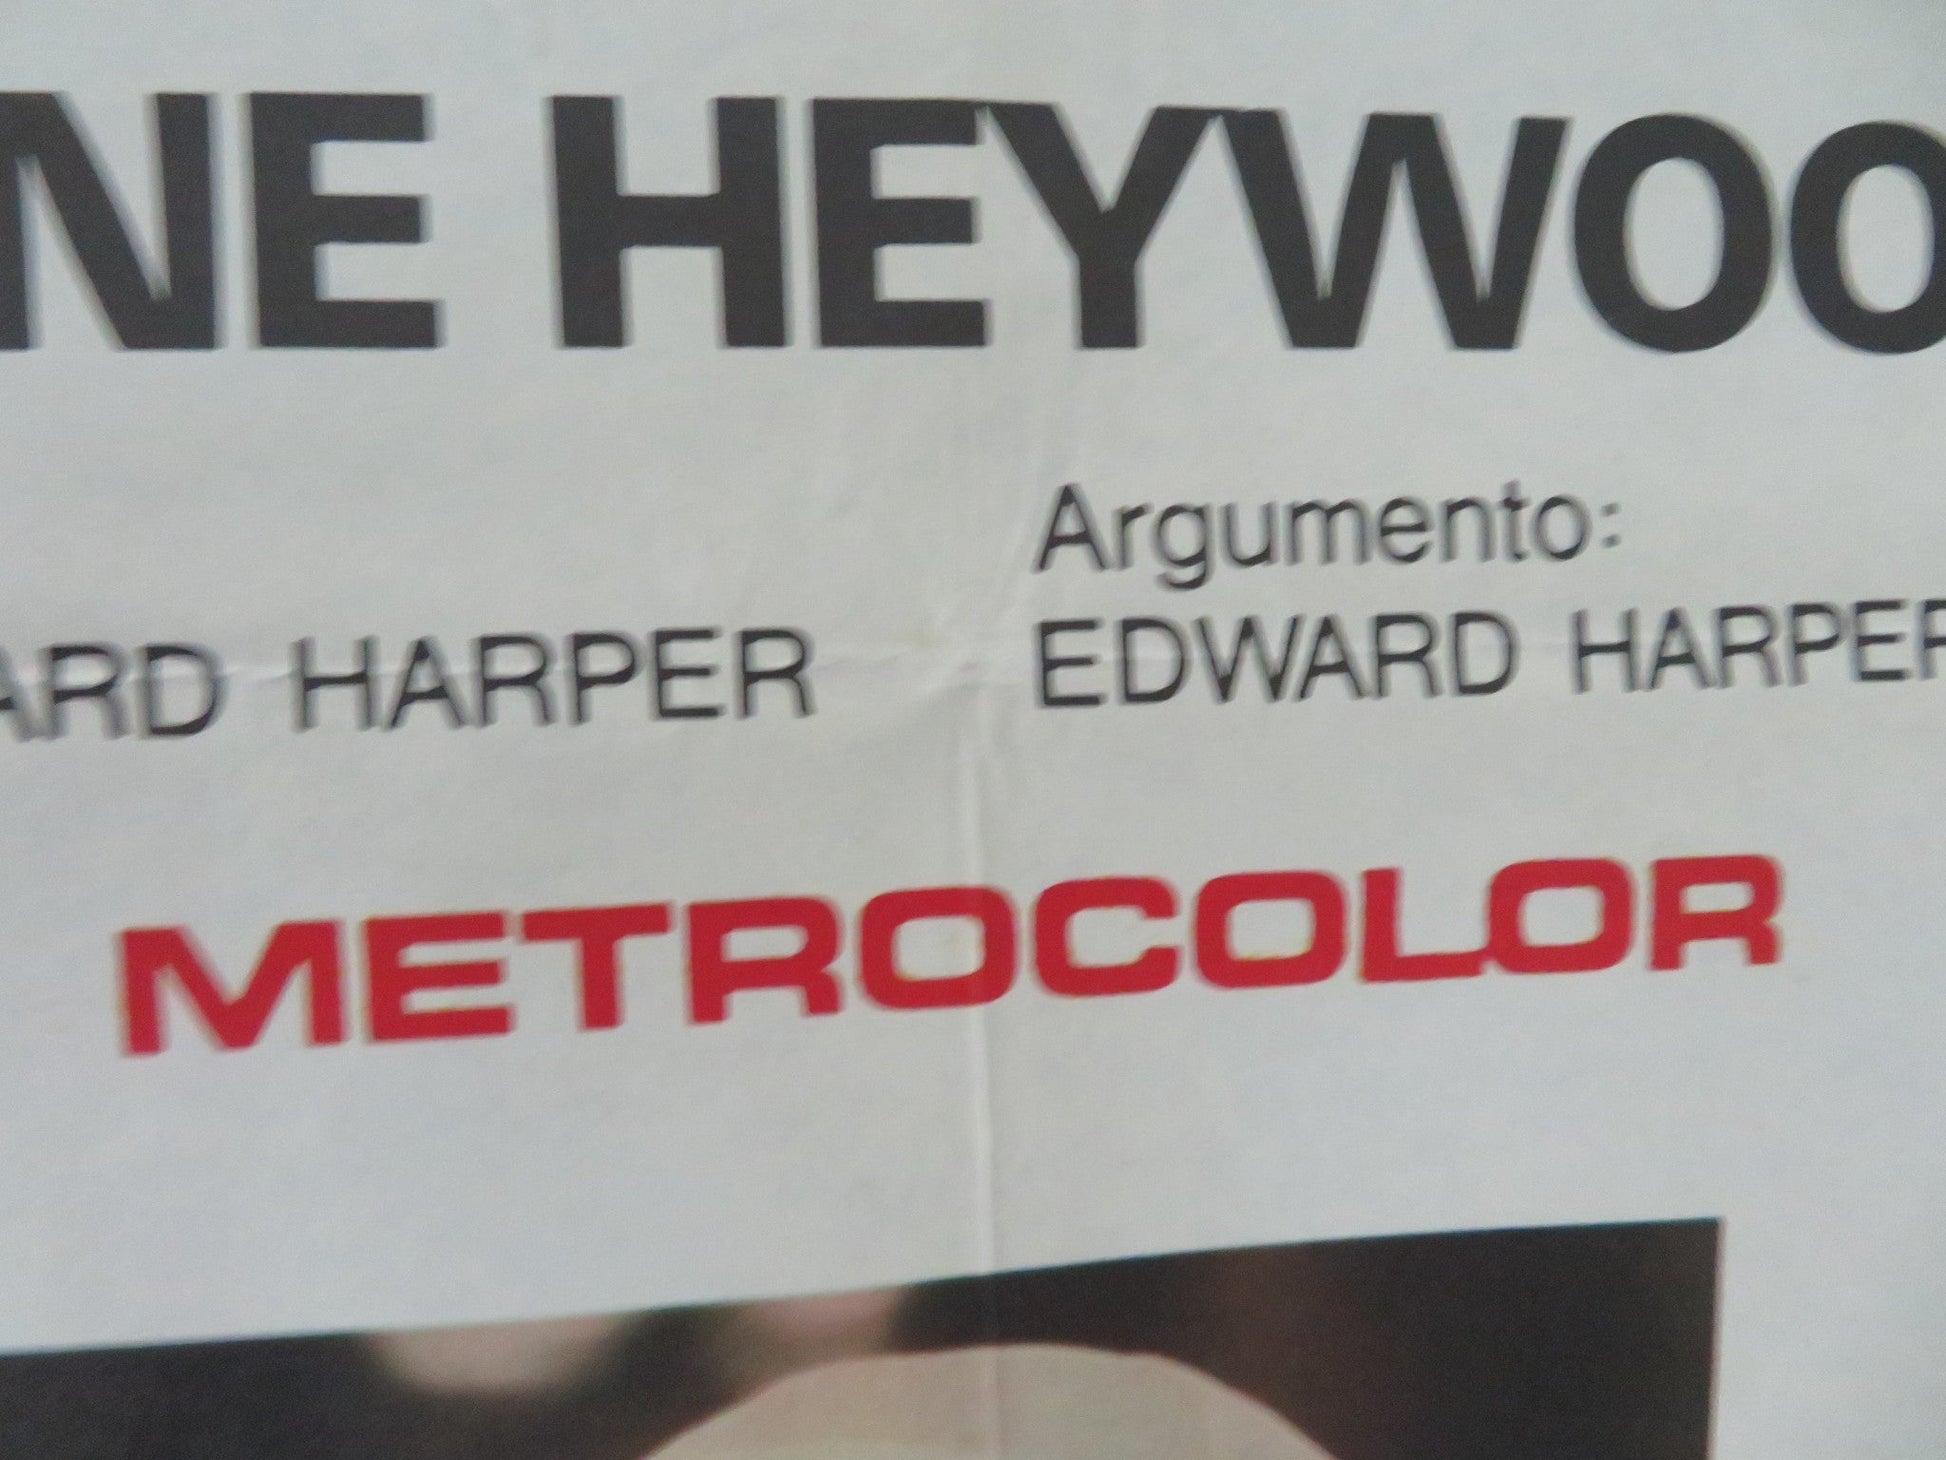 NE HEYWOO
Argumento:
ARD HARPER EDWARD HARPER
METROCOLOR